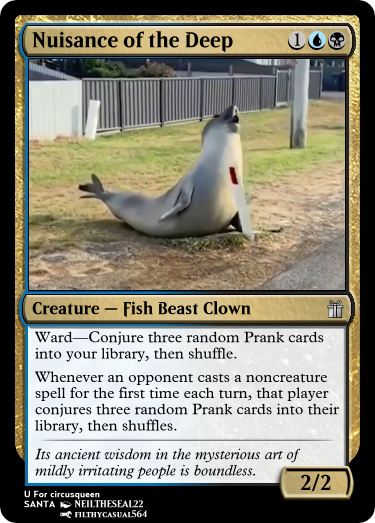 Nuisance of the Deep 1
Creature — Fish Beast Clown
Ward—Conjure three random Prank cards
into your library, then shuffle.
Whenever an opponent casts a noncreature
spell for the first time each turn, that player
conjures three random Prank cards into their
library, then shuffles.
Its ancient wisdom in the mysterious art of
mildly irritating people is boundless.
2/2
U For circusqueen
SANTA NEILTHESEAL22
FILTHYCASUAL564